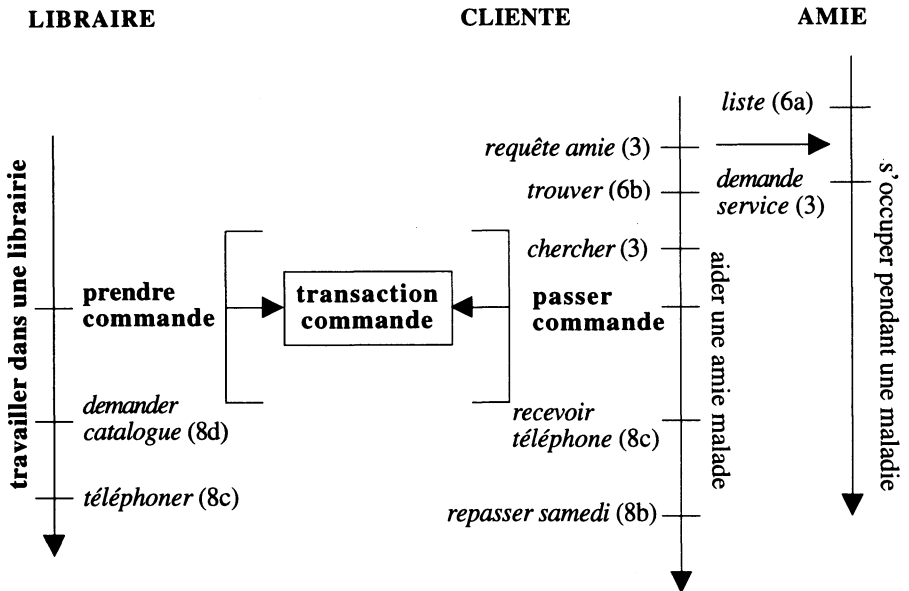 LIBRAIRE
CLIENTE
AMIE
liste (6a)
requête amie (3)
trouver (6b)
demande
service (3)
chercher (3)
prendre
commande
transaction
commande
passer
commande
demander
catalogue (8d)
recevoir
téléphone (8c)
téléphoner (8c)
repasser samedi (8b)
travailler dans une librairie
aider une amie malade
s'occuper pendant une maladie